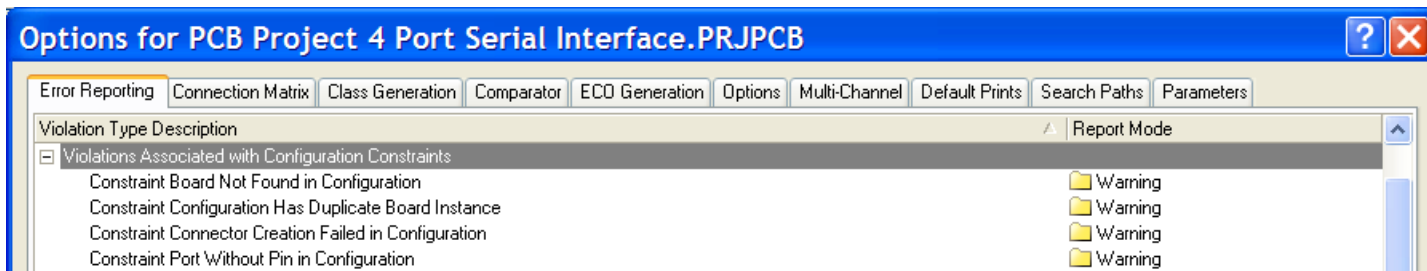 Options for PCB Project 4 Port Serial Interface.PRJPCB
Error Reporting Connection Matrix Class Generation Comparator ECO Generation Options Multi-Channel Default Prints Search Paths Parameters
Violation Type Description Report Mode
Violations Associated with Configuration Constraints
Constraint Board Not Found in Configuration Warning
Constraint Configuration Has Duplicate Board Instance Warning
Constraint Connector Creation Failed in Configuration Warning
Constraint Port Without Pin in Configuration Warning